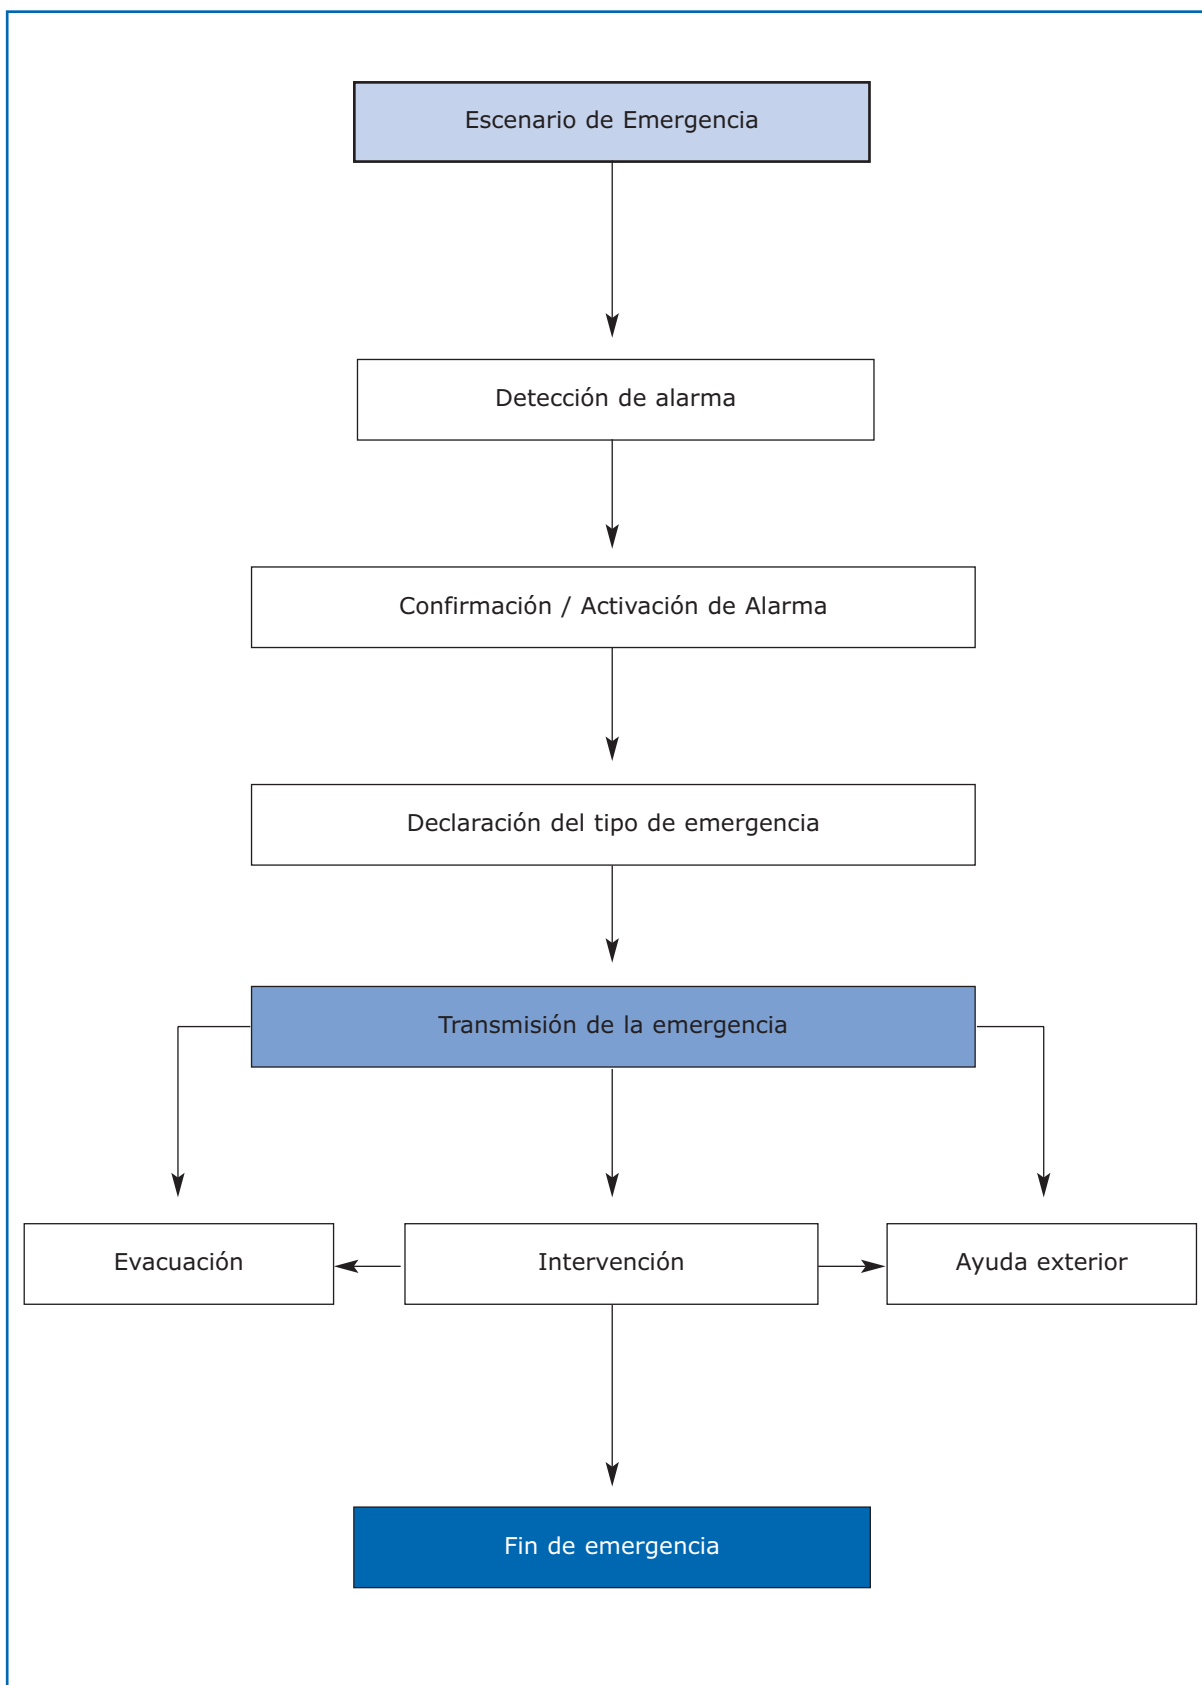 Escenario de Emergencia
Detección de alarma
Confirmación / Activación de Alarma
Declaración del tipo de emergencia
Transmisión de la emergencia
Evacuación
Intervención
Ayuda exterior
Fin de emergencia